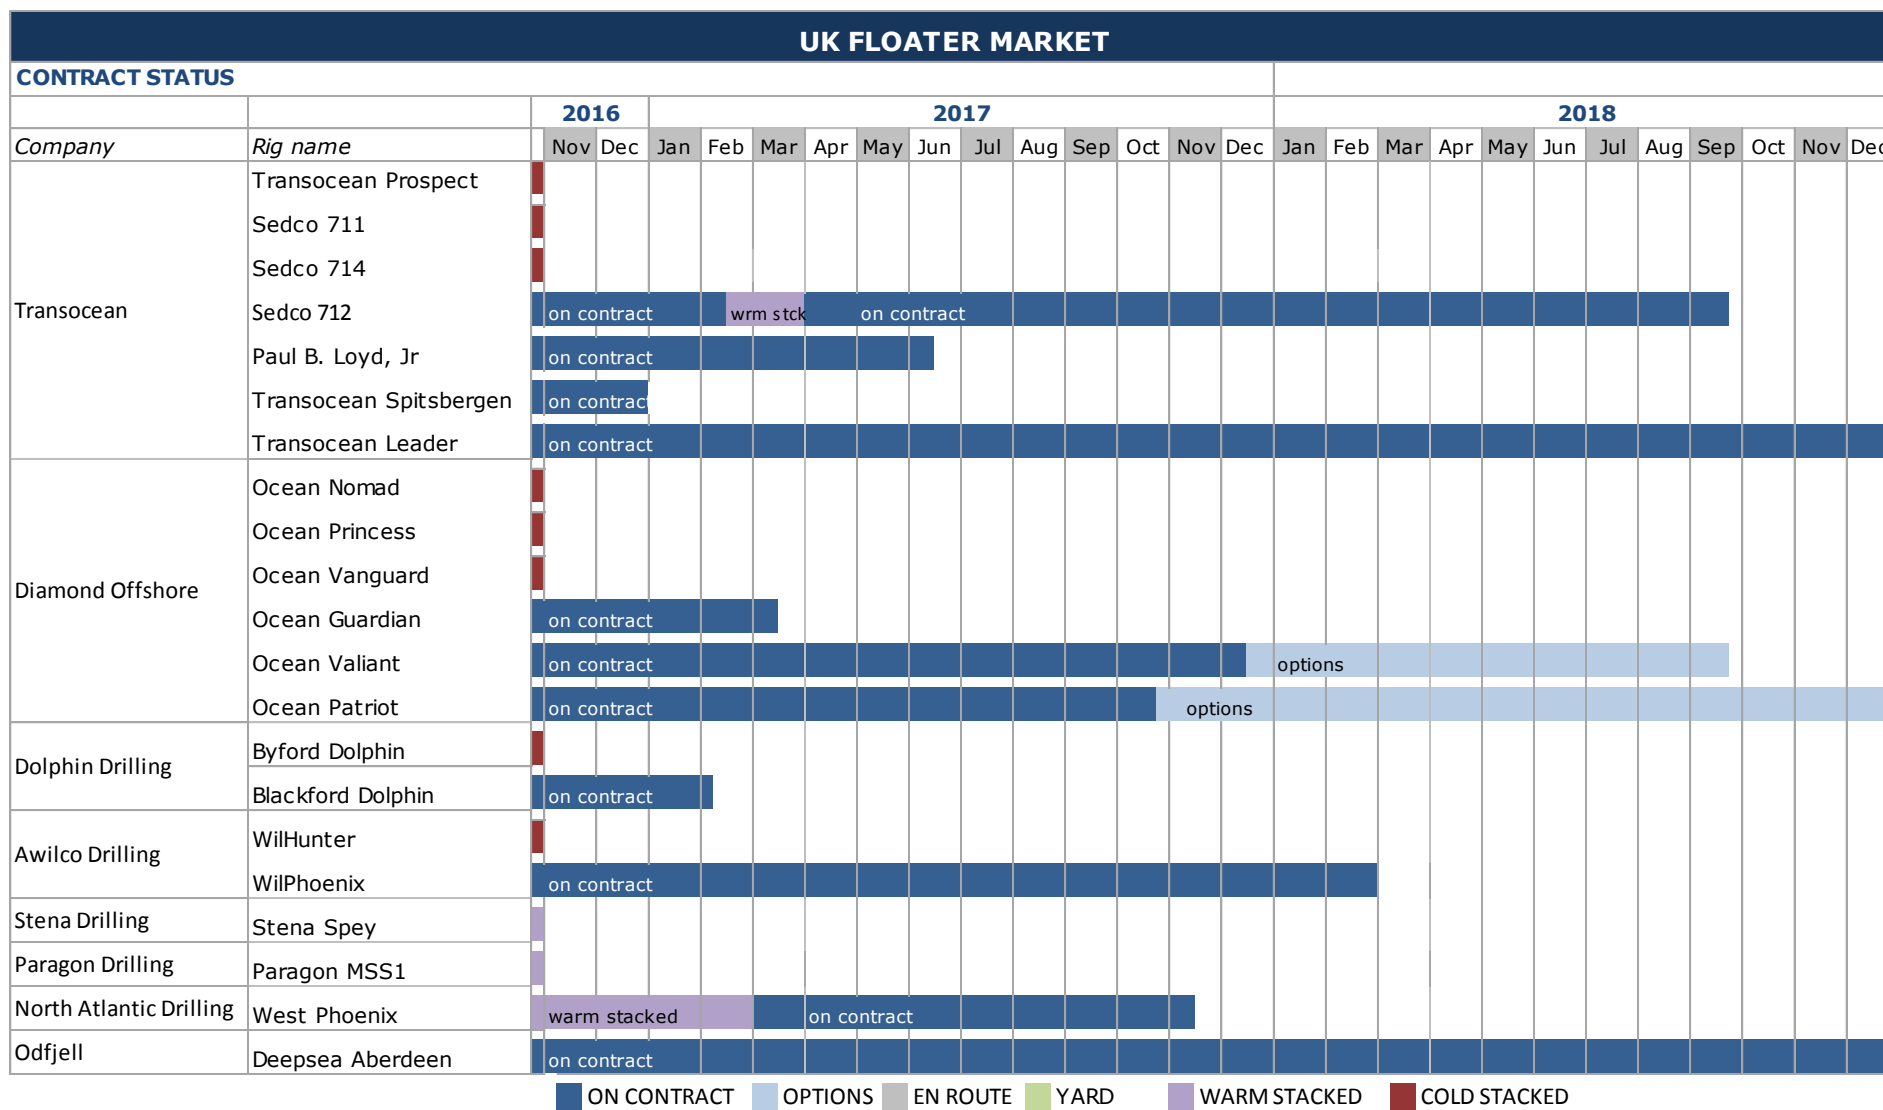 UK FLOATER MARKET
CONTRACT STATUS
2016 2017 2018
Company Rig name Nov Dec Jan Feb Mar Apr May Jun Jul Aug Sep Oct Nov Dec Jan Feb Mar Apr May Jun Jul Aug Sep Oct Nov Dec
Transocean Prospect
Sedco 711
Sedco 714
Transocean Sedco 712 on contract wrm stck on contract
Paul B. Loyd, Jr on contract
Transocean Spitsbergen on contract
Transocean Leader on contract
Ocean Nomad
Ocean Princess
Ocean Vanguard
Diamond Offshore
Ocean Guardian on contract
Ocean Valiant on contract options
Ocean Patriot on contract options
Byford Dolphin
Dolphin Drilling
Blackford Dolphin on contract
WilHunter
Awilco Drilling
WilPhoenix on contract
Stena Drilling Stena Spey
Paragon Drilling Paragon MSS1
North Atlantic Drilling West Phoenix warm stacked on contract
Odfjell Deepsea Aberdeen on contract
ON CONTRACT OPTIONS EN ROUTE YARD WARM STACKED COLD STACKED